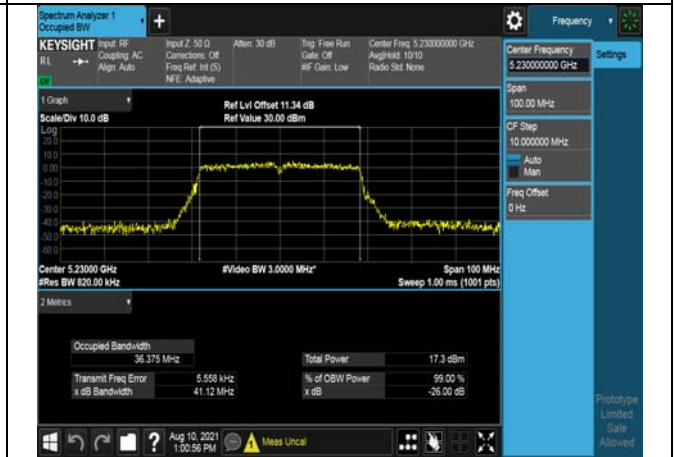 Spectrum Analyzer 1
Occupied BW
+
Frequency
KEYSIGHT
RL
Input: RF
Coupling: AC
Align: Auto
Input Z: 50 Ω
Corrections: Off
Freq Ref: Int (S)
NFE: Adaptive
Atten: 30 dB
Trig: Free Run
Gate: Off
#IF Gain: Low
Center Freq: 5.230000000 GHz
Avg|Hold: 10/10
Radio Std: None
Center Frequency
5.230000000 GHz
Settings
Span
100.00 MHz
CF Step
10.000000 MHz
Auto
Man
Freq Offset
0 Hz
1 Graph
Scale/Div 10.0 dB
Ref Lvl Offset 11.34 dB
Ref Value 30.00 dBm
Log
20.0
10.0
0.00
-10.0
-20.0
-30.0
-40.0
-50.0
-60.0
Center 5.23000 GHz
#Res BW 820.00 kHz
#Video BW 3.0000 MHz*
Span 100 MHz
Sweep 1.00 ms (1001 pts)
2 Metrics
Occupied Bandwidth
36.375 MHz
Total Power 17.3 dBm
Transmit Freq Error 5.558 kHz
% of OBW Power 99.00 %
x dB Bandwidth 41.12 MHz
x dB -26.00 dB
Prototype
Limited
Sale
Allowed
?
Aug 10, 2021
1:00:56 PM
Meas Uncal